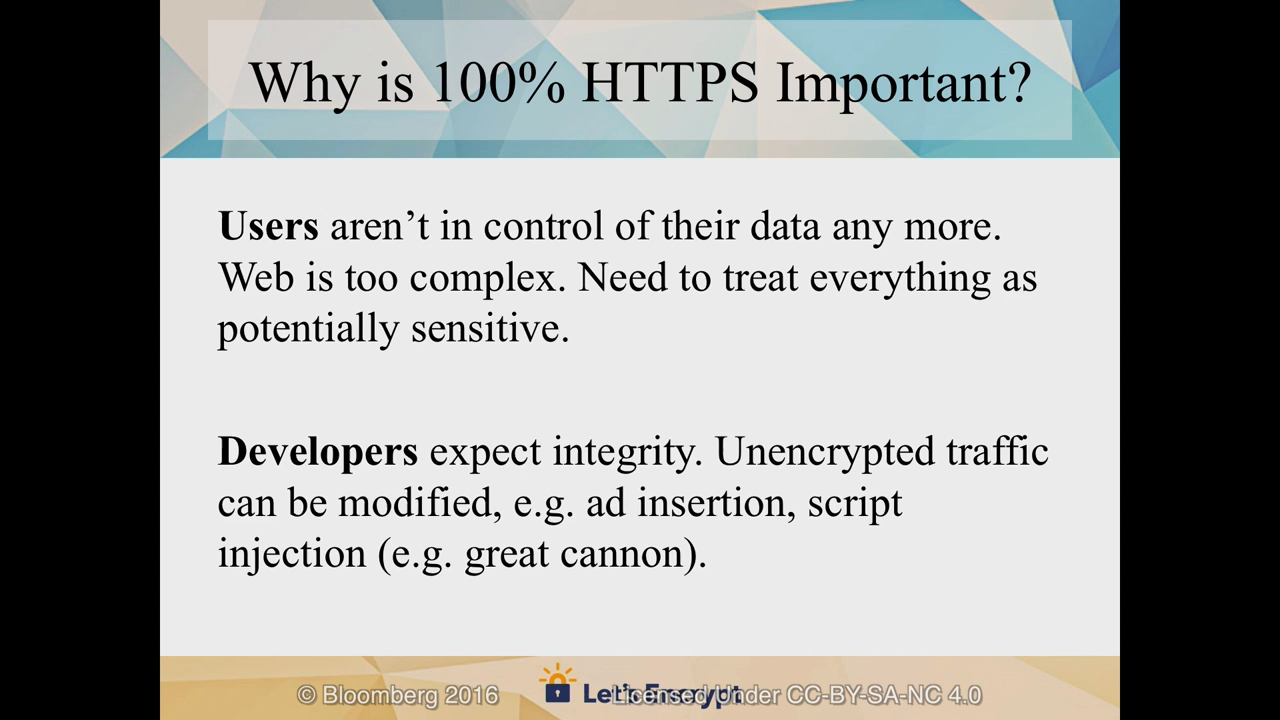 Why is 100% HTTPS Important?
Users aren’t in control of their data any more.
Web is too complex. Need to treat everything as
potentially sensitive.
Developers expect integrity. Unencrypted traffic
can be modified, e.g. ad insertion, script
injection (e.g. great cannon).
© Bloomberg 2016
Let's Encrypt
Licensed Under CC-BY-SA-NC 4.0